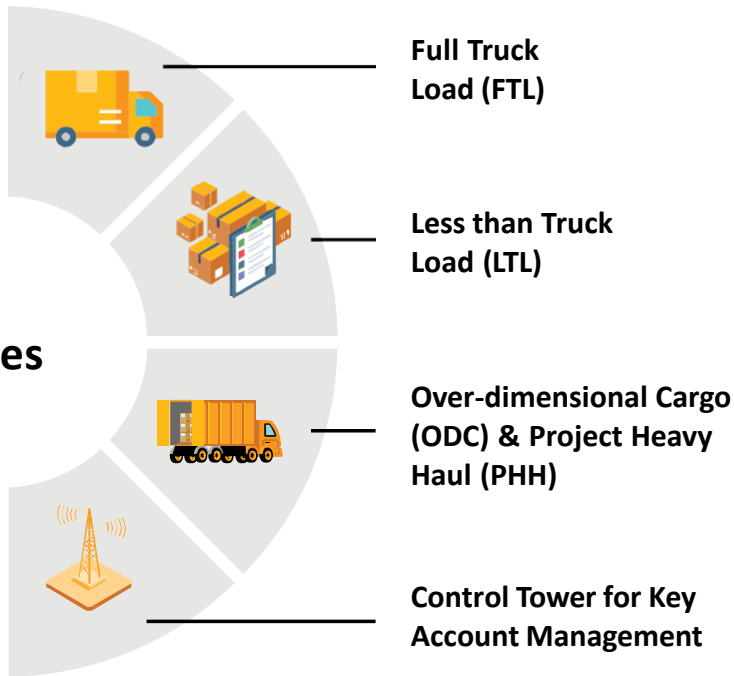 Full Truck
Load (FTL)
Less than Truck
Load (LTL)
es
Over-dimensional Cargo
(ODC) & Project Heavy
Haul (PHH)
Control Tower for Key
Account Management